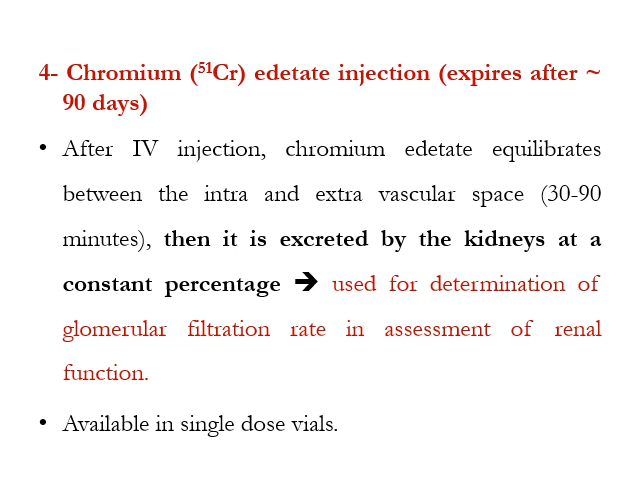 4- Chromium (⁵¹Cr) edetate injection (expires after ~
90 days)
• After IV injection, chromium edetate equilibrates
between the intra and extra vascular space (30-90
minutes), then it is excreted by the kidneys at a
constant percentage ➔ used for determination of
glomerular filtration rate in assessment of renal
function.
• Available in single dose vials.